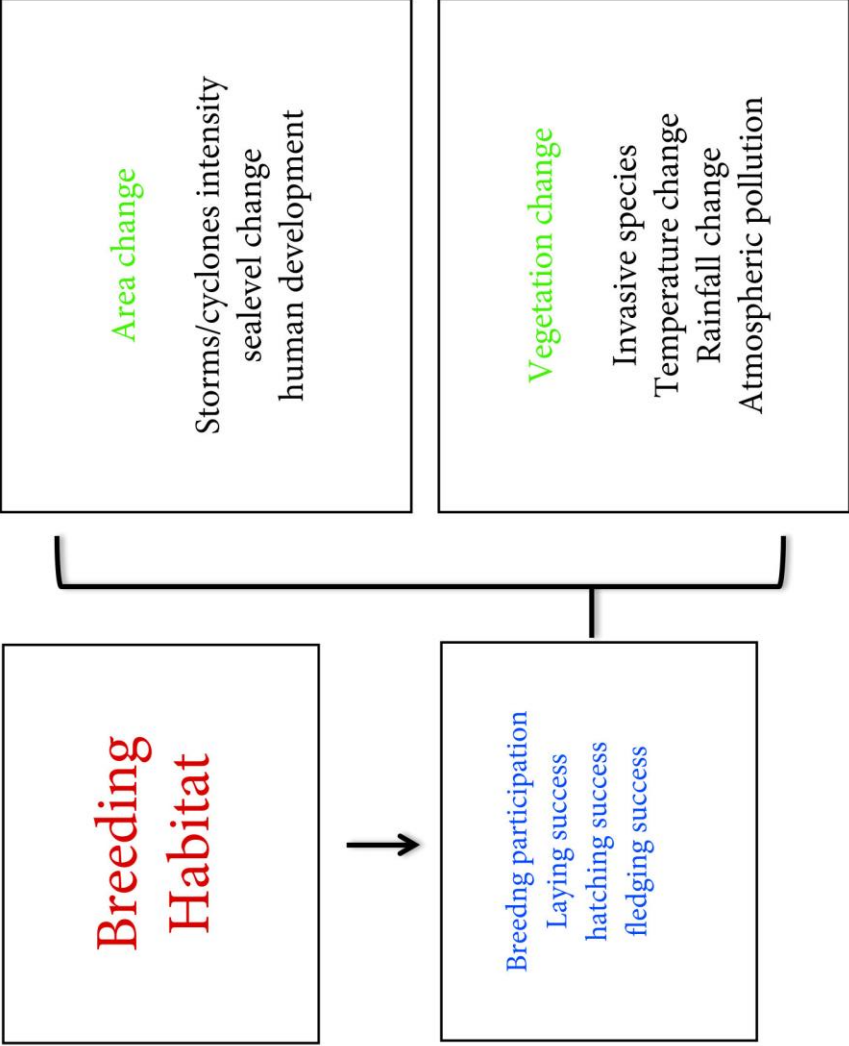 Breeding
Habitat
Breedng participation
Laying success
hatching success
fledging success
Area change
Storms/cyclones intensity
sealevel change
human development
Vegetation change
Invasive species
Temperature change
Rainfall change
Atmospheric pollution